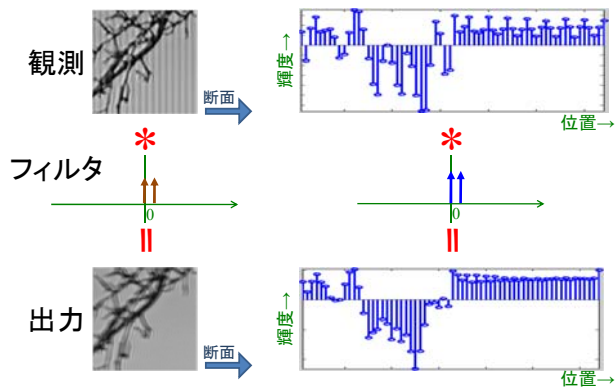 観測
断面
輝度→
位置→
*
*
フィルタ
0
0
=
=
出力
断面
輝度→
位置→